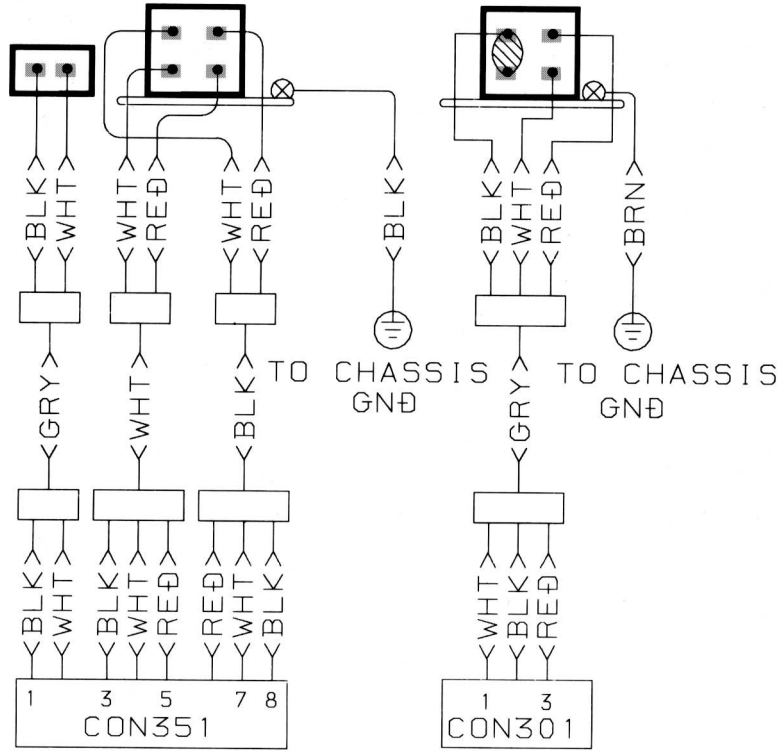 <BLK>
<WHT>
<WHT>
<RED>
<WHT>
<RED>
<BLK>
<BLK>
<WHT>
<RED>
<BRN>
TO CHASSIS
GND
TO CHASSIS
GND
<GRY>
<WHT>
<BLK>
<GRY>
<BLK>
<WHT>
<BLK>
<WHT>
<RED>
<RED>
<WHT>
<BLK>
<WHT>
<BLK>
<RED>
1 3 5 7 8
CON351
1 3
CON301